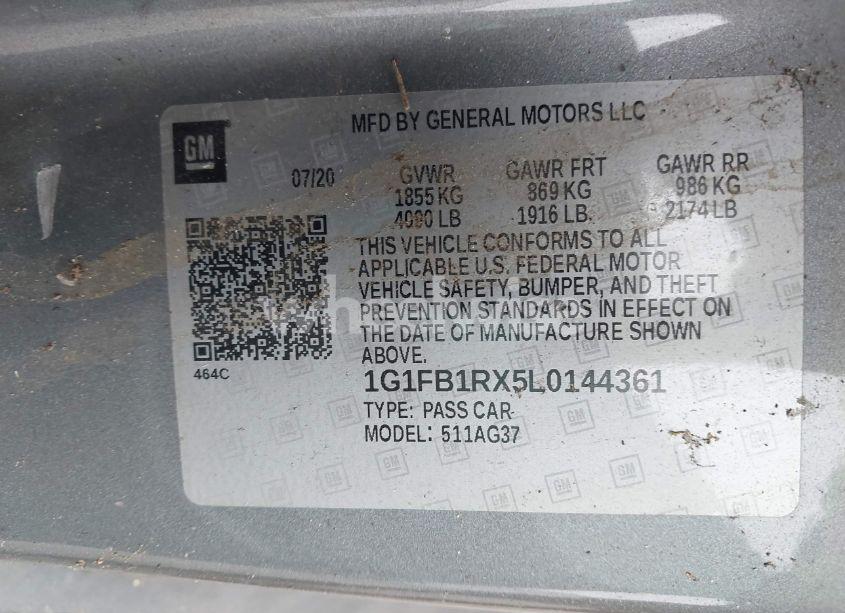 GM
MFD BY GENERAL MOTORS LLC
07/20 GVWR GAWR FRT GAWR RR
1855 KG 869 KG 986 KG
4090 LB 1916 LB. 2174 LB
THIS VEHICLE CONFORMS TO ALL
APPLICABLE U.S. FEDERAL MOTOR
VEHICLE SAFETY, BUMPER, AND THEFT
PREVENTION STANDARDS IN EFFECT ON
THE DATE OF MANUFACTURE SHOWN
ABOVE.
464C
1G1FB1RX5L0144361
TYPE: PASS CAR
MODEL: 511AG37